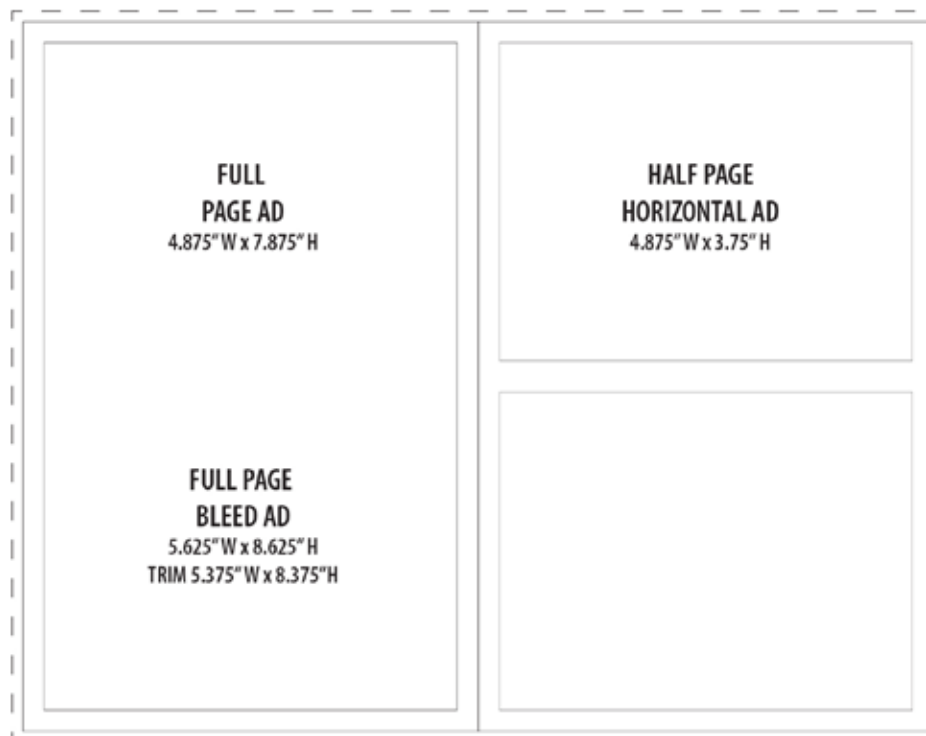 FULL
PAGE AD
4.875" W x 7.875" H
FULL PAGE
BLEED AD
5.625" W x 8.625" H
TRIM 5.375" W x 8.375"H
HALF PAGE
HORIZONTAL AD
4.875" W x 3.75" H